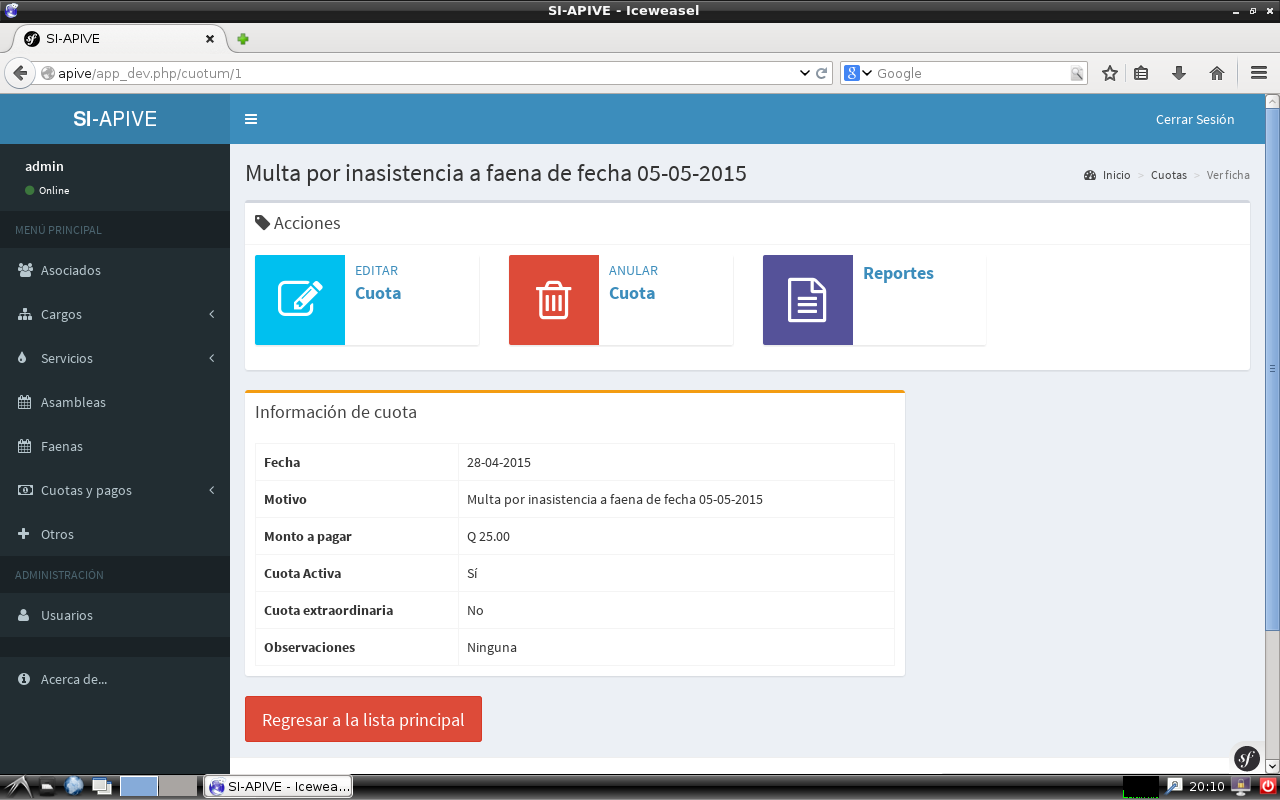 SI-APIVE - Iceweasel
SI-APIVE
apive/app_dev.php/cuotum/1
Google
SI-APIVE
Cerrar Sesión
admin
Online
MENÚ PRINCIPAL
Asociados
Cargos
Servicios
Asambleas
Faenas
Cuotas y pagos
Otros
ADMINISTRACIÓN
Usuarios
Acerca de...
Multa por inasistencia a faena de fecha 05-05-2015
Inicio > Cuotas > Ver ficha
Acciones
EDITAR
Cuota
ANULAR
Cuota
Reportes
Información de cuota
Fecha 28-04-2015
Motivo Multa por inasistencia a faena de fecha 05-05-2015
Monto a pagar Q 25.00
Cuota Activa Sí
Cuota extraordinaria No
Observaciones Ninguna
Regresar a la lista principal
SI-APIVE - Icewea...
20:10